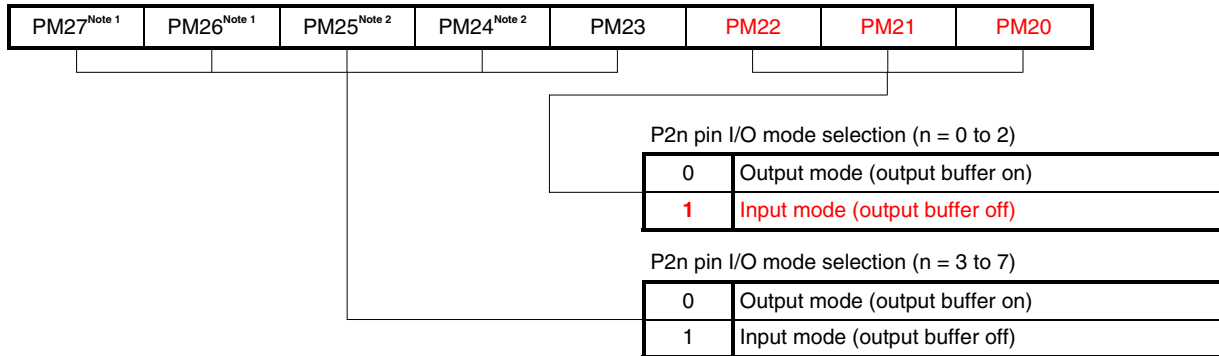 PM27Note 1 PM26Note 1 PM25Note 2 PM24Note 2 PM23 PM22 PM21 PM20
P2n pin I/O mode selection (n = 0 to 2)
0 Output mode (output buffer on)
1 Input mode (output buffer off)
P2n pin I/O mode selection (n = 3 to 7)
0 Output mode (output buffer on)
1 Input mode (output buffer off)